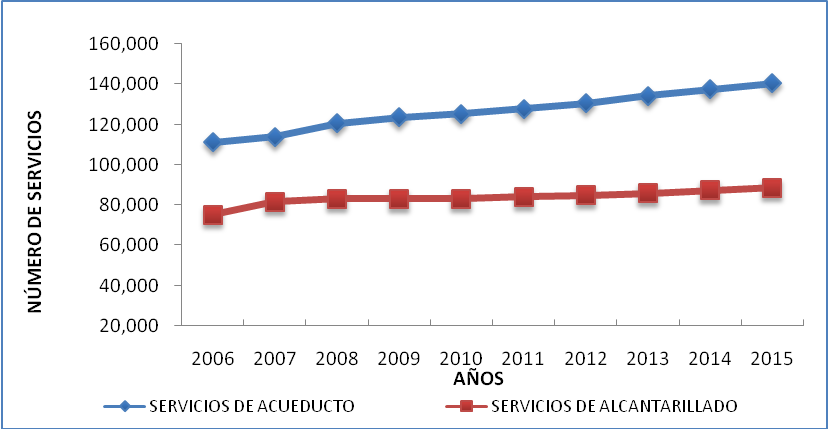 NÚMERO DE SERVICIOS
160,000
140,000
120,000
100,000
80,000
60,000
40,000
20,000
2006 2007 2008 2009 2010 2011 2012 2013 2014 2015
AÑOS
SERVICIOS DE ACUEDUCTO SERVICIOS DE ALCANTARILLADO